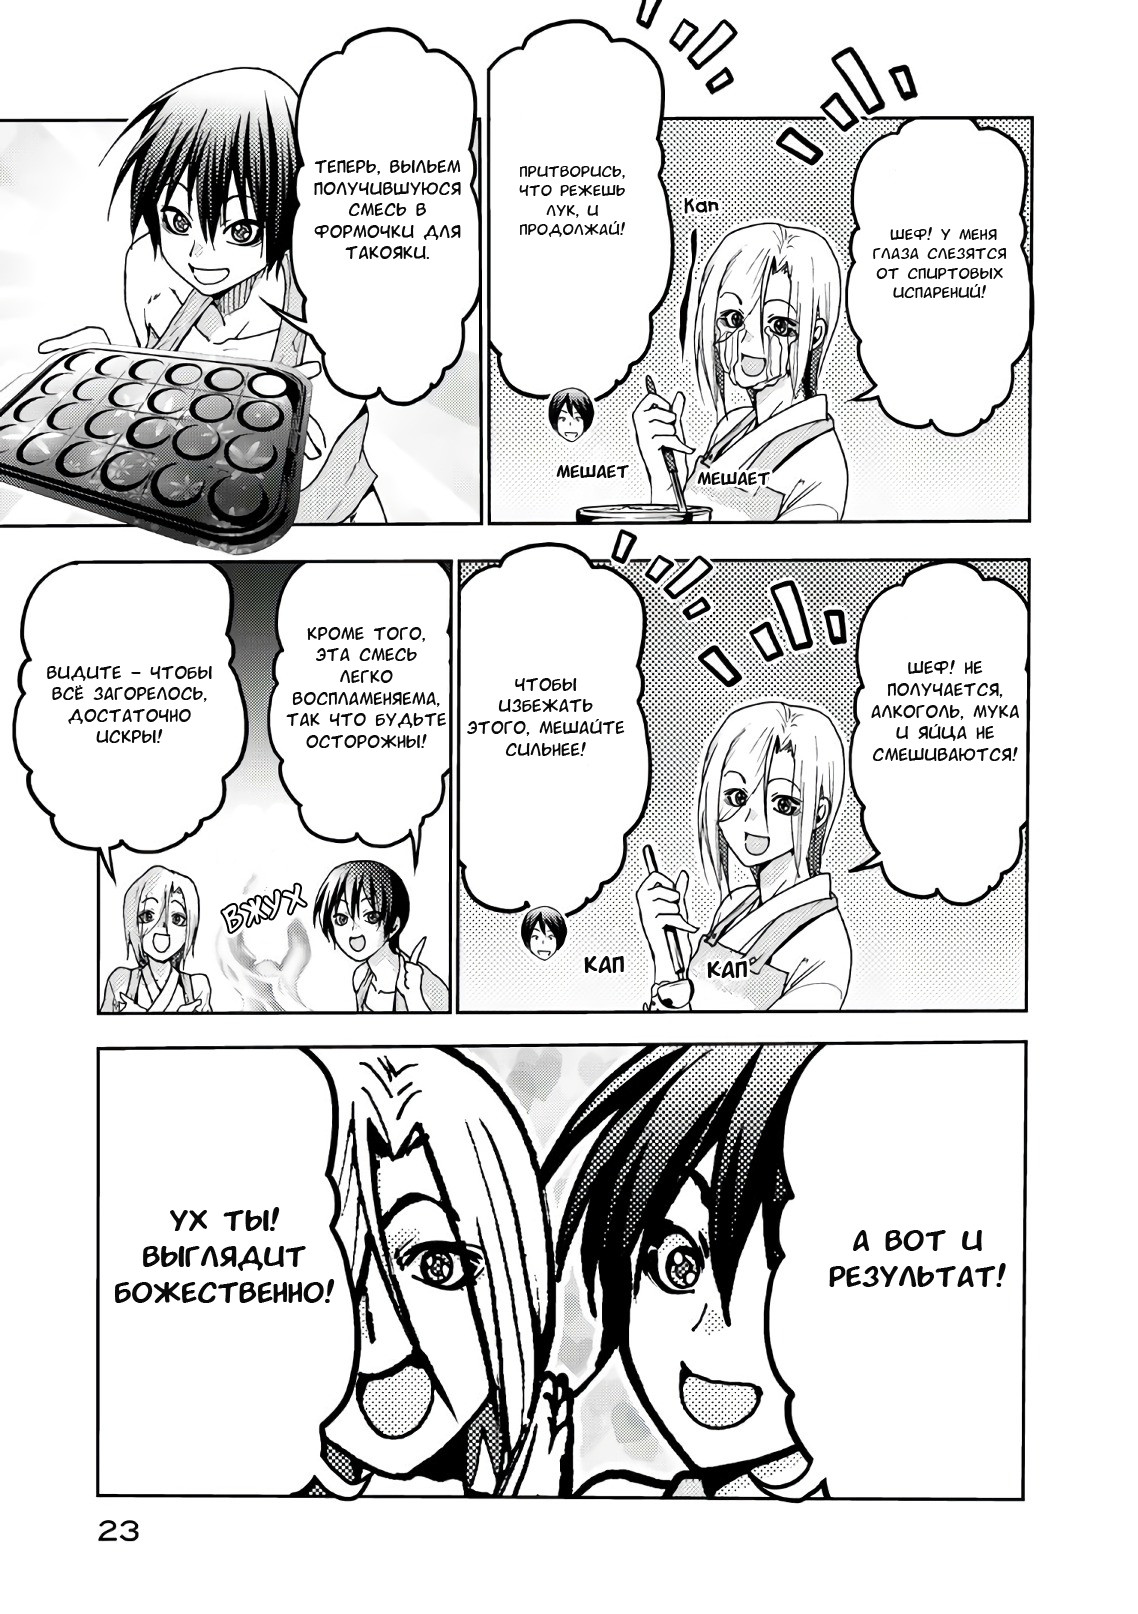 ШЕФ! У МЕНЯ
ГЛАЗА СЛЕЗЯТСЯ
ОТ СПИРТОВЫХ
ИСПАРЕНИЙ!
Кап
ПРИТВОРИСЬ,
ЧТО РЕЖЕШЬ
ЛУК, И
ПРОДОЛЖАЙ!
МЕШАЕТ
МЕШАЕТ
ТЕПЕРЬ, ВЫЛЬЕМ
ПОЛУЧИВШУЮСЯ
СМЕСЬ В
ФОРМОЧКИ ДЛЯ
ТАКОЯКИ.
ШЕФ! НЕ
ПОЛУЧАЕТСЯ,
АЛКОГОЛЬ, МУКА
И ЯЙЦА НЕ
СМЕШИВАЮТСЯ!
ЧТОБЫ
ИЗБЕЖАТЬ
ЭТОГО, МЕШАЙТЕ
СИЛЬНЕЕ!
КАП
КАП
КРОМЕ ТОГО,
ЭТА СМЕСЬ
ЛЕГКО
ВОСПЛАМЕНЯЕМА,
ТАК ЧТО БУДЬТЕ
ОСТОРОЖНЫ!
ВИДИТЕ – ЧТОБЫ
ВСЁ ЗАГОРЕЛОСЬ,
ДОСТАТОЧНО
ИСКРЫ!
ВЖУХ
А ВОТ И
РЕЗУЛЬТАТ!
УХ ТЫ!
ВЫГЛЯДИТ
БОЖЕСТВЕННО!
23